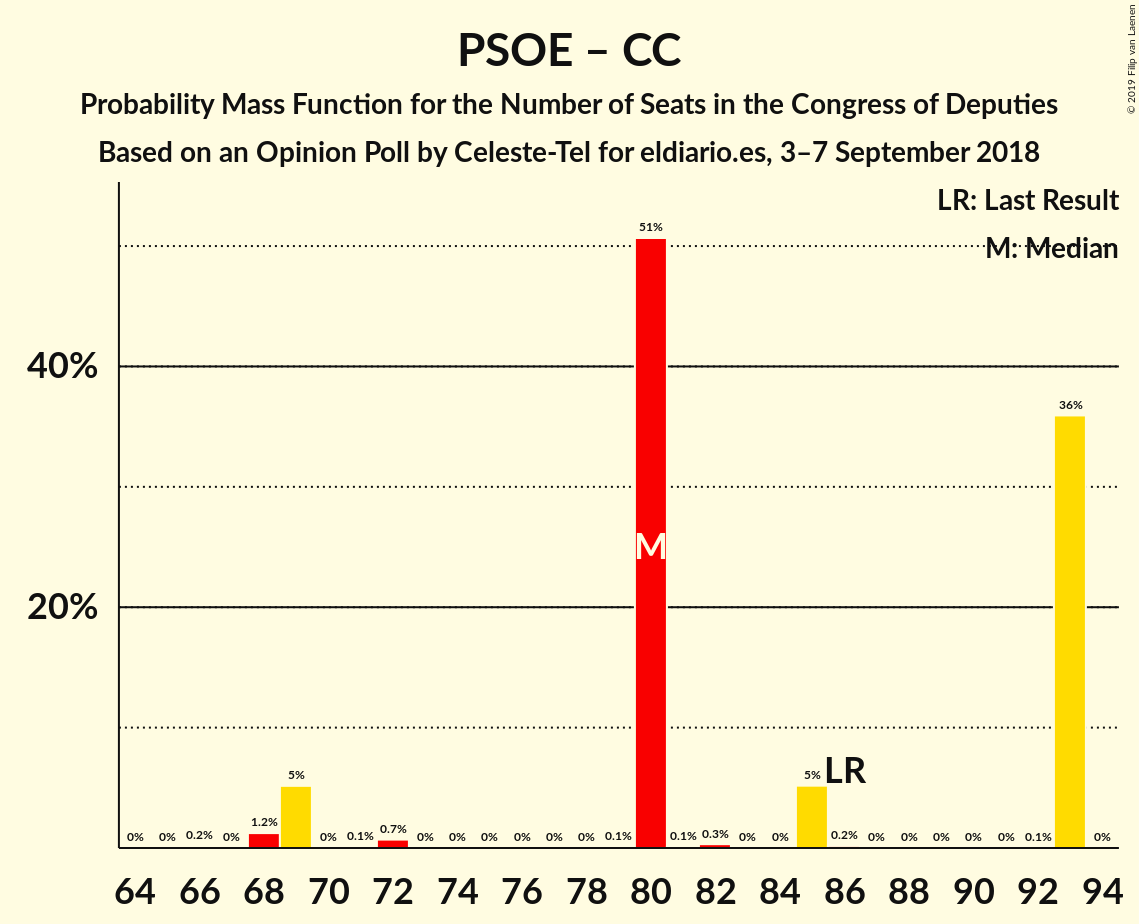 PSOE – CC
Probability Mass Function for the Number of Seats in the Congress of Deputies
Based on an Opinion Poll by Celeste-Tel for eldiario.es, 3–7 September 2018
© 2019 Filip van Laenen
LR: Last Result
M: Median
40%
20%
0% 0% 0.2% 0% 1.2% 5% 0% 0.1% 0.7% 0% 0% 0% 0% 0% 0% 0.1% 51% 0.1% 0.3% 0% 0% 5% 0.2% 0% 0% 0% 0% 0% 0.1% 36% 0%
M
LR
64 66 68 70 72 74 76 78 80 82 84 86 88 90 92 94